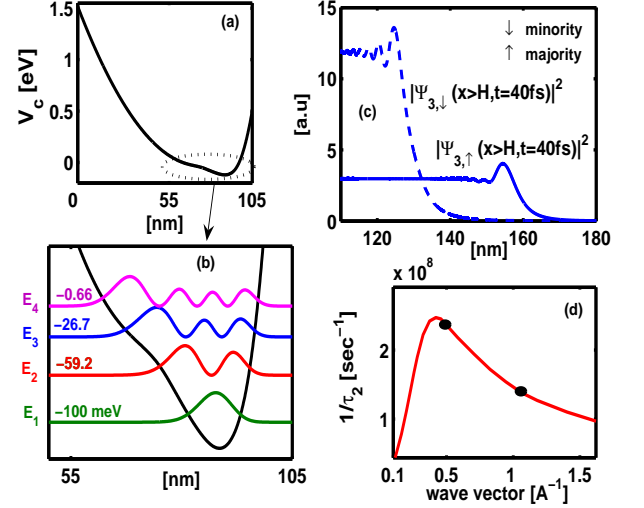 (a)
V_c [eV]
1.5
1
0.5
0
0
55
105
[nm]
(b)
E_4 −0.66
E_3 −26.7
E_2 −59.2
E_1 −100 meV
55
105
[nm]
15
10
5
0
[a.u]
↓ minority
↑ majority
|Ψ_{3,↓} (x>H,t=40fs)|^2
(c)
|Ψ_{3,↑} (x>H,t=40fs)|^2
120
140
[nm]
160
180
x 10^8
(d)
1/τ_2 [sec^{−1}]
2
1
0.1
0.5
1
wave vector [A^{−1}]